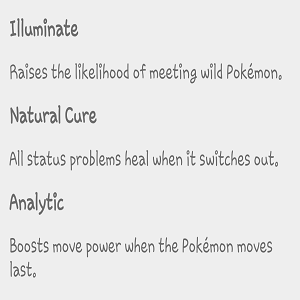 Illuminate
Raises the likelihood of meeting wild Pokémon。
Natural Cure
All status problems heal when it switches out。
Analytic
Boosts move power when the Pokémon moves
last。